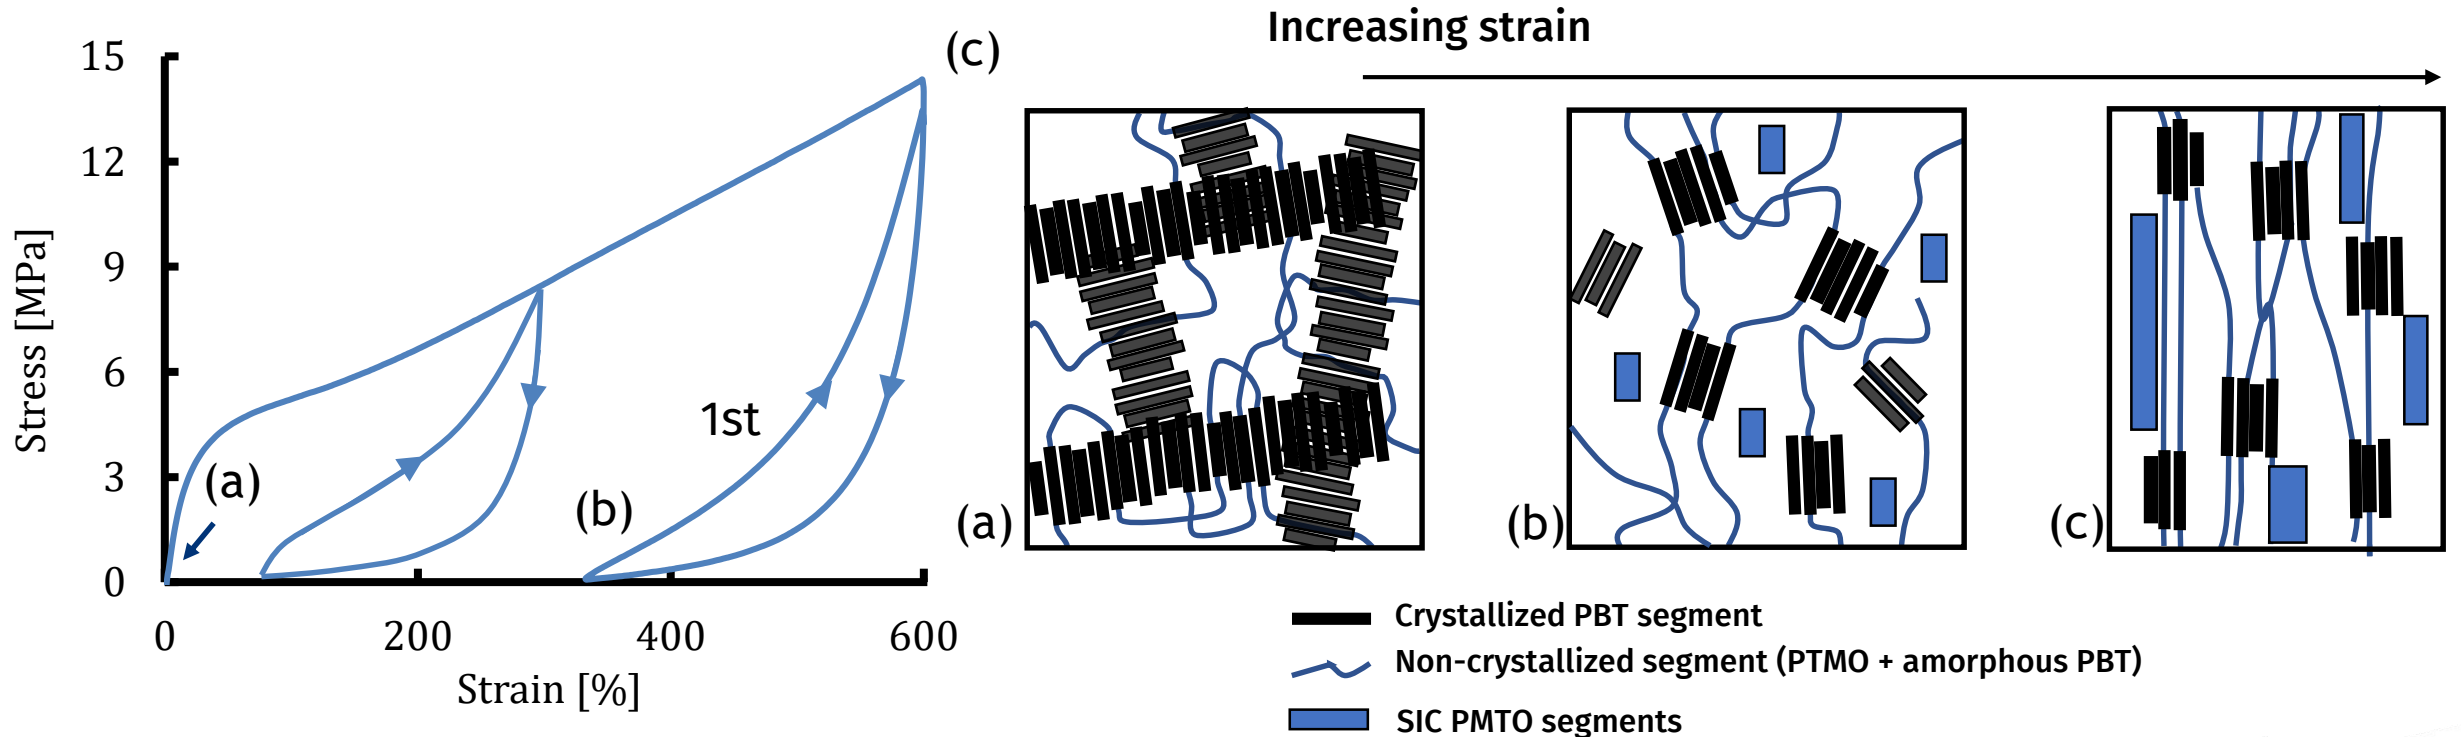 Increasing strain
15
12
9
6
3
0
Stress [MPa]
0
200
400
600
Strain [%]
(a)
(b)
1st
(c)
(a)
(b)
(c)
Crystallized PBT segment
Non-crystallized segment (PTMO + amorphous PBT)
SIC PMTO segments